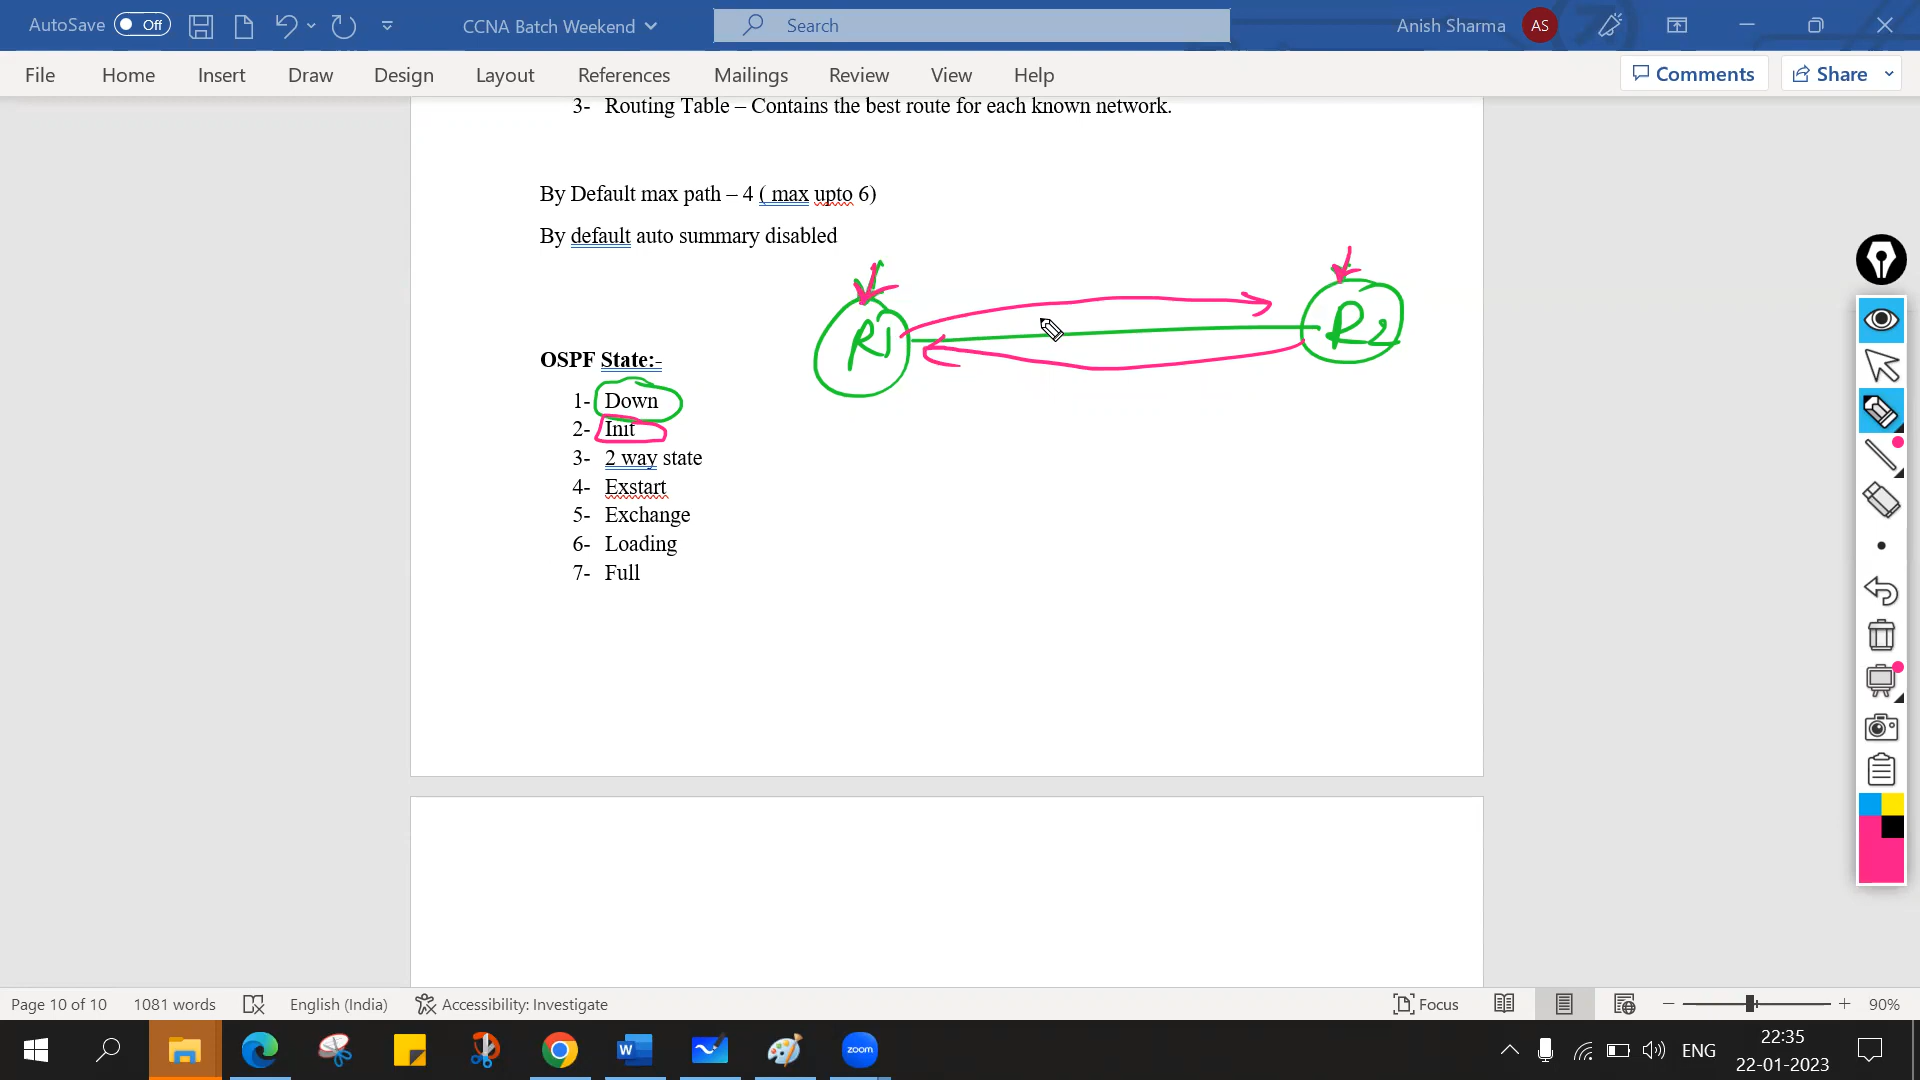 AutoSave Off CCNA Batch Weekend Search Anish Sharma AS
File Home Insert Draw Design Layout References Mailings Review View Help Comments Share
3- Routing Table – Contains the best route for each known network.
By Default max path – 4 ( max upto 6)
By default auto summary disabled
R1 R2
OSPF State:-
1- Down
2- Init
3- 2 way state
4- Exstart
5- Exchange
6- Loading
7- Full
Page 10 of 10 1081 words English (India) Accessibility: Investigate Focus 90%
W zoom ENG 22:35
22-01-2023